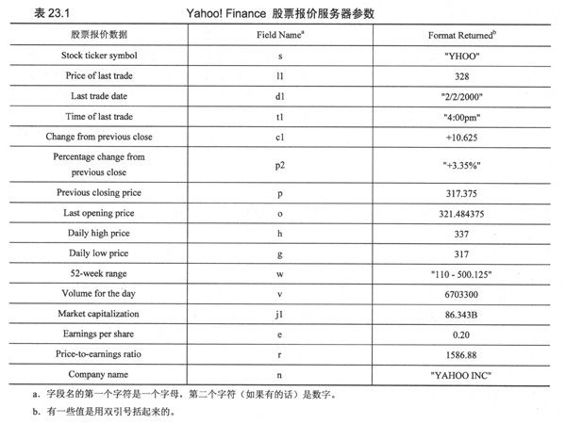 表 23.1 Yahoo! Finance 股票报价服务器参数
股票报价数据 Field Nameᵃ Format Returnedᵇ
Stock ticker symbol s "YHOO"
Price of last trade l1 328
Last trade date d1 "2/2/2000"
Time of last trade t1 "4:00pm"
Change from previous close c1 +10.625
Percentage change from
previous close p2 "+3.35%"
Previous closing price p 317.375
Last opening price o 321.484375
Daily high price h 337
Daily low price g 317
52-week range w "110 - 500.125"
Volume for the day v 6703300
Market capitalization j1 86.343B
Earnings per share e 0.20
Price-to-earnings ratio r 1586.88
Company name n "YAHOO INC"
a. 字段名的第一个字符是一个字母，第二个字符（如果有的话）是数字。
b. 有一些值是用双引号括起来的。